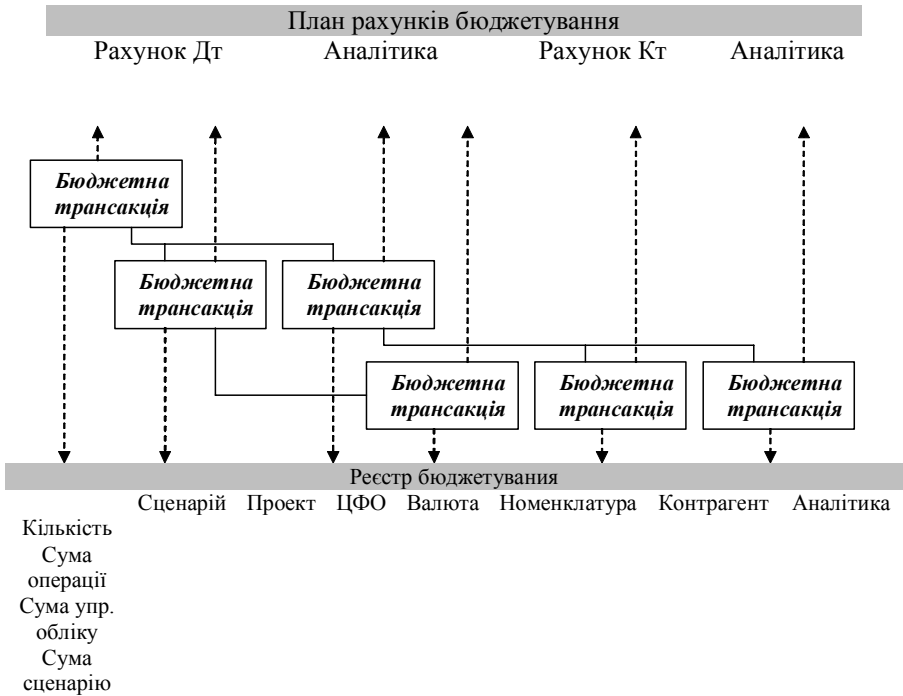 План рахунків бюджетування
Рахунок Дт Аналітика Рахунок Кт Аналітика
Бюджетна
трансакція
Бюджетна
трансакція
Бюджетна
трансакція
Бюджетна
трансакція
Бюджетна
трансакція
Бюджетна
трансакція
Реєстр бюджетування
Сценарій Проект ЦФО Валюта Номенклатура Контрагент Аналітика
Кількість
Сума
операції
Сума упр.
обліку
Сума
сценарію